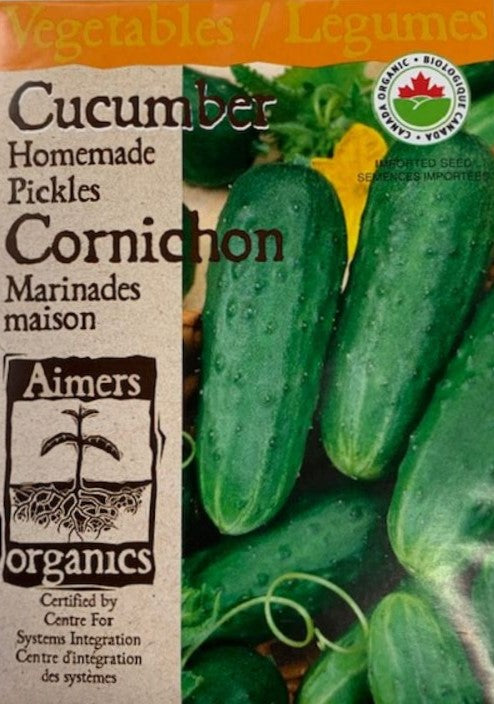 Vegetables / Légumes
Cucumber
Homemade
Pickles
Cornichon
Marinades
maison
CANADA ORGANIC • BIOLOGIQUE CANADA •
IMPORTED SEED /
SEMENCES IMPORTÉES
Aimers
organics
Certified by
Centre For
Systems Integration
Centre d'intégration
des systèmes